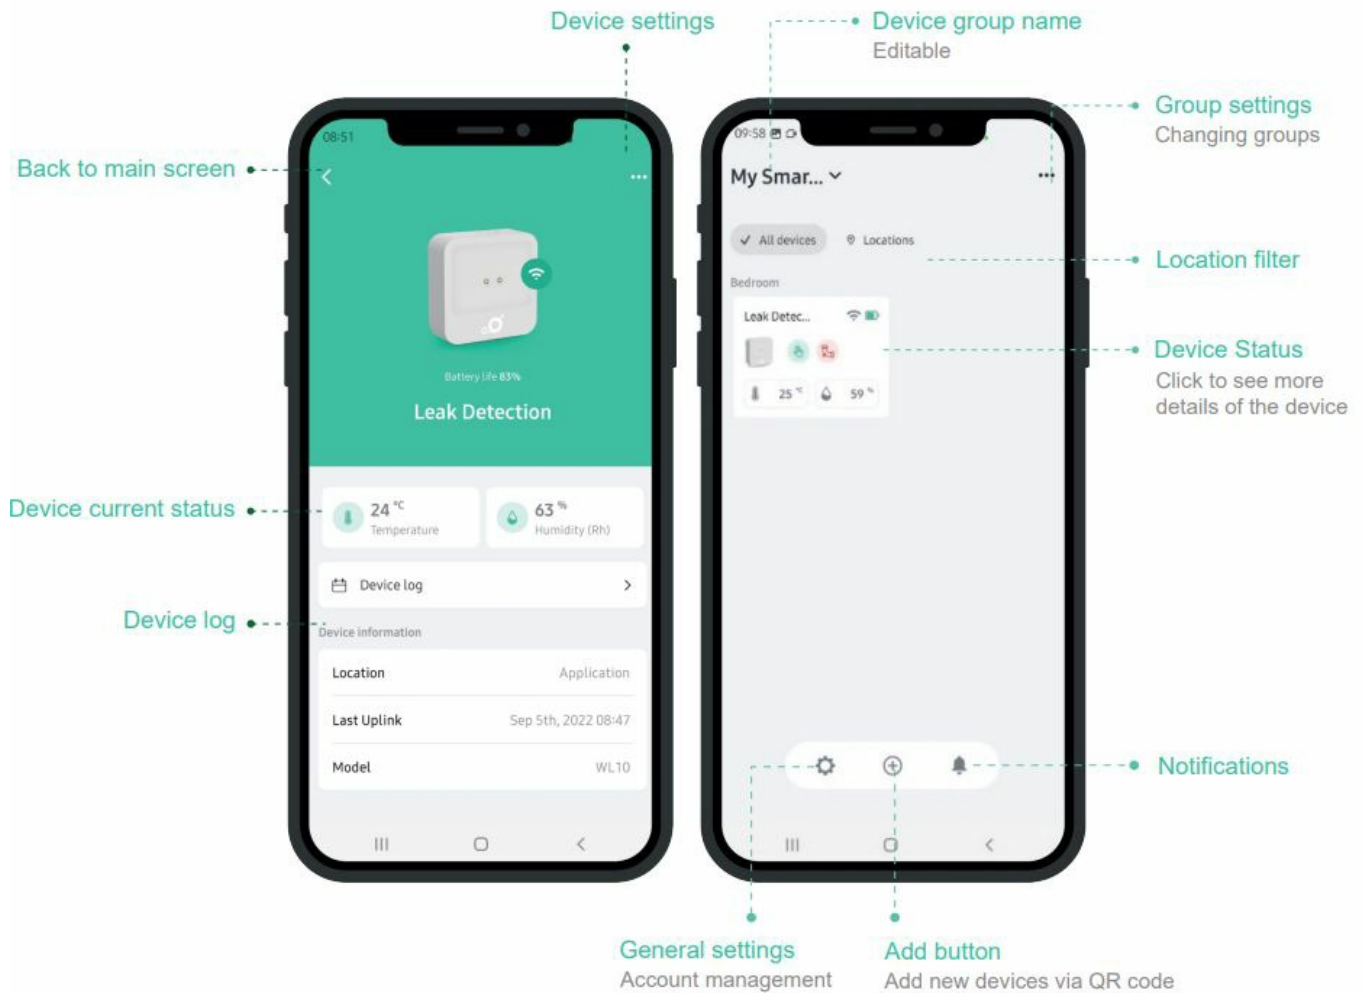 Device settings
Device group name
Editable
Group settings
Changing groups
Back to main screen
08:51
Battery life 83%
Leak Detection
Device current status
24 °C
Temperature
63 %
Humidity (Rh)
Device log
Device log
Device information
Location Application
Last Uplink Sep 5th, 2022 08:47
Model WL10
09:58
My Smar...
All devices
Locations
Location filter
Bedroom
Leak Detec...
25 °C
59 %
Device Status
Click to see more
details of the device
Notifications
General settings
Account management
Add button
Add new devices via QR code